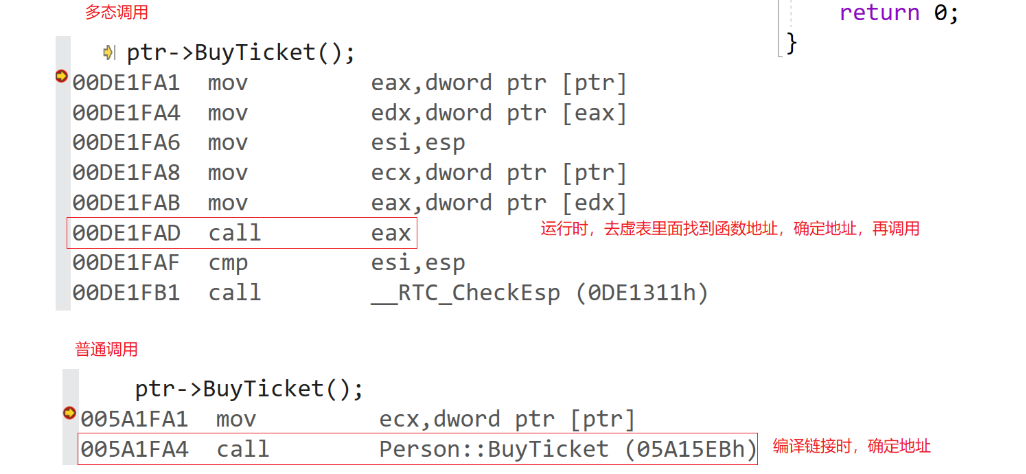 多态调用
return 0;
}
ptr->BuyTicket();
00DE1FA1 mov eax,dword ptr [ptr]
00DE1FA4 mov edx,dword ptr [eax]
00DE1FA6 mov esi,esp
00DE1FA8 mov ecx,dword ptr [ptr]
00DE1FAB mov eax,dword ptr [edx]
00DE1FAD call eax 运行时，去虚表里面找到函数地址，确定地址，再调用
00DE1FAF cmp esi,esp
00DE1FB1 call __RTC_CheckEsp (0DE1311h)
普通调用
ptr->BuyTicket();
005A1FA1 mov ecx,dword ptr [ptr]
005A1FA4 call Person::BuyTicket (05A15EBh) 编译链接时，确定地址